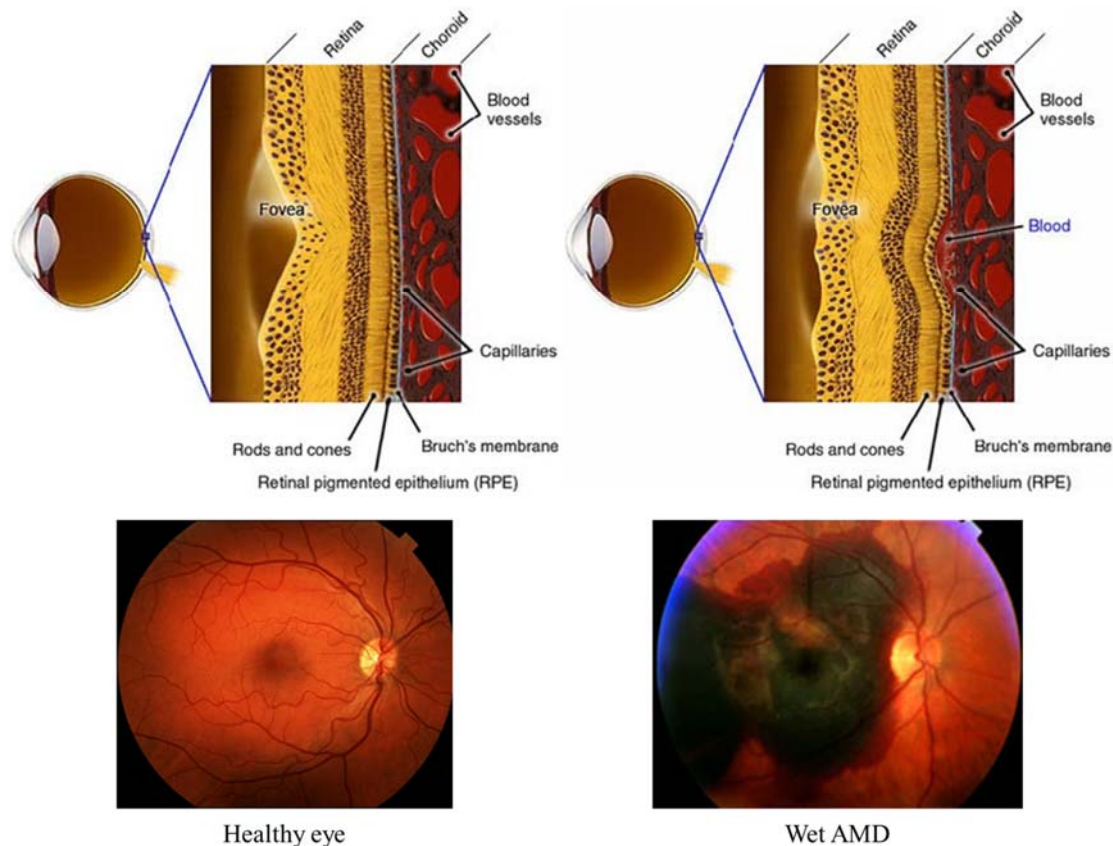 Retina
Choroid
Blood
vessels
Fovea
Capillaries
Rods and cones
Bruch's membrane
Retinal pigmented epithelium (RPE)
Retina
Choroid
Blood
vessels
Fovea
Blood
Capillaries
Rods and cones
Bruch's membrane
Retinal pigmented epithelium (RPE)
Healthy eye
Wet AMD